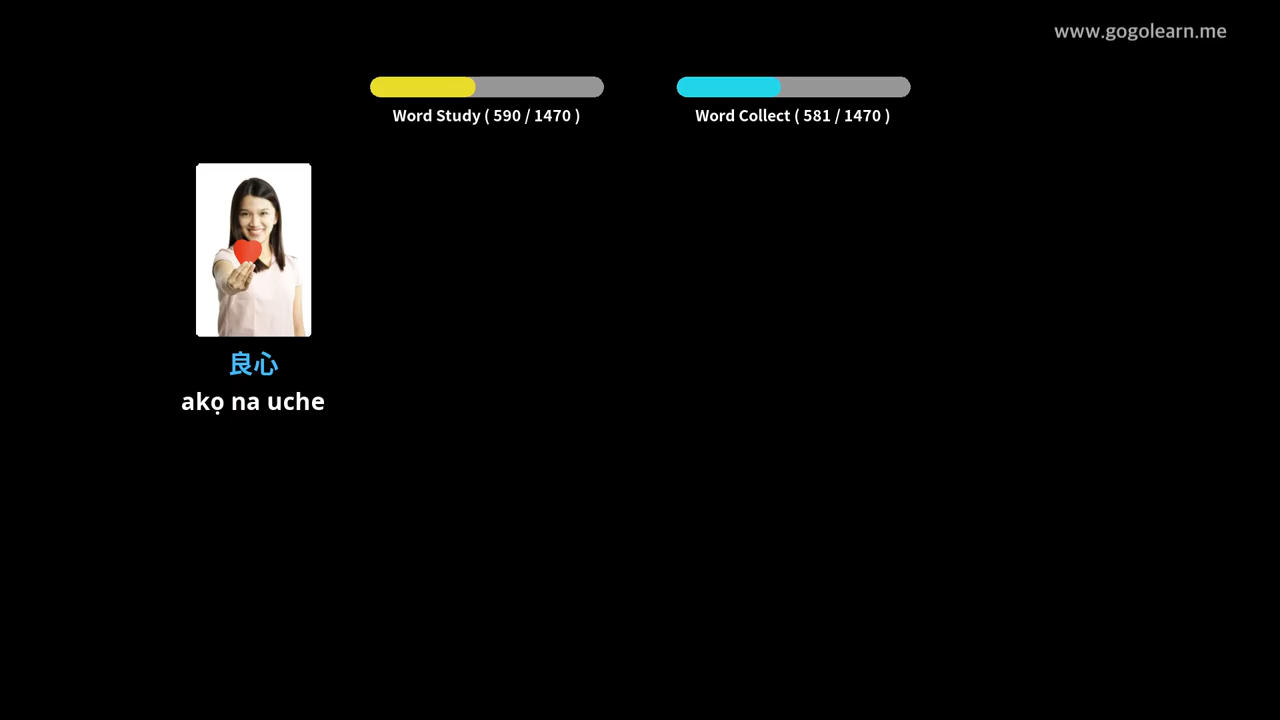 www.gogolearn.me
Word Study ( 590 / 1470 )
Word Collect ( 581 / 1470 )
良心
akọ na uche